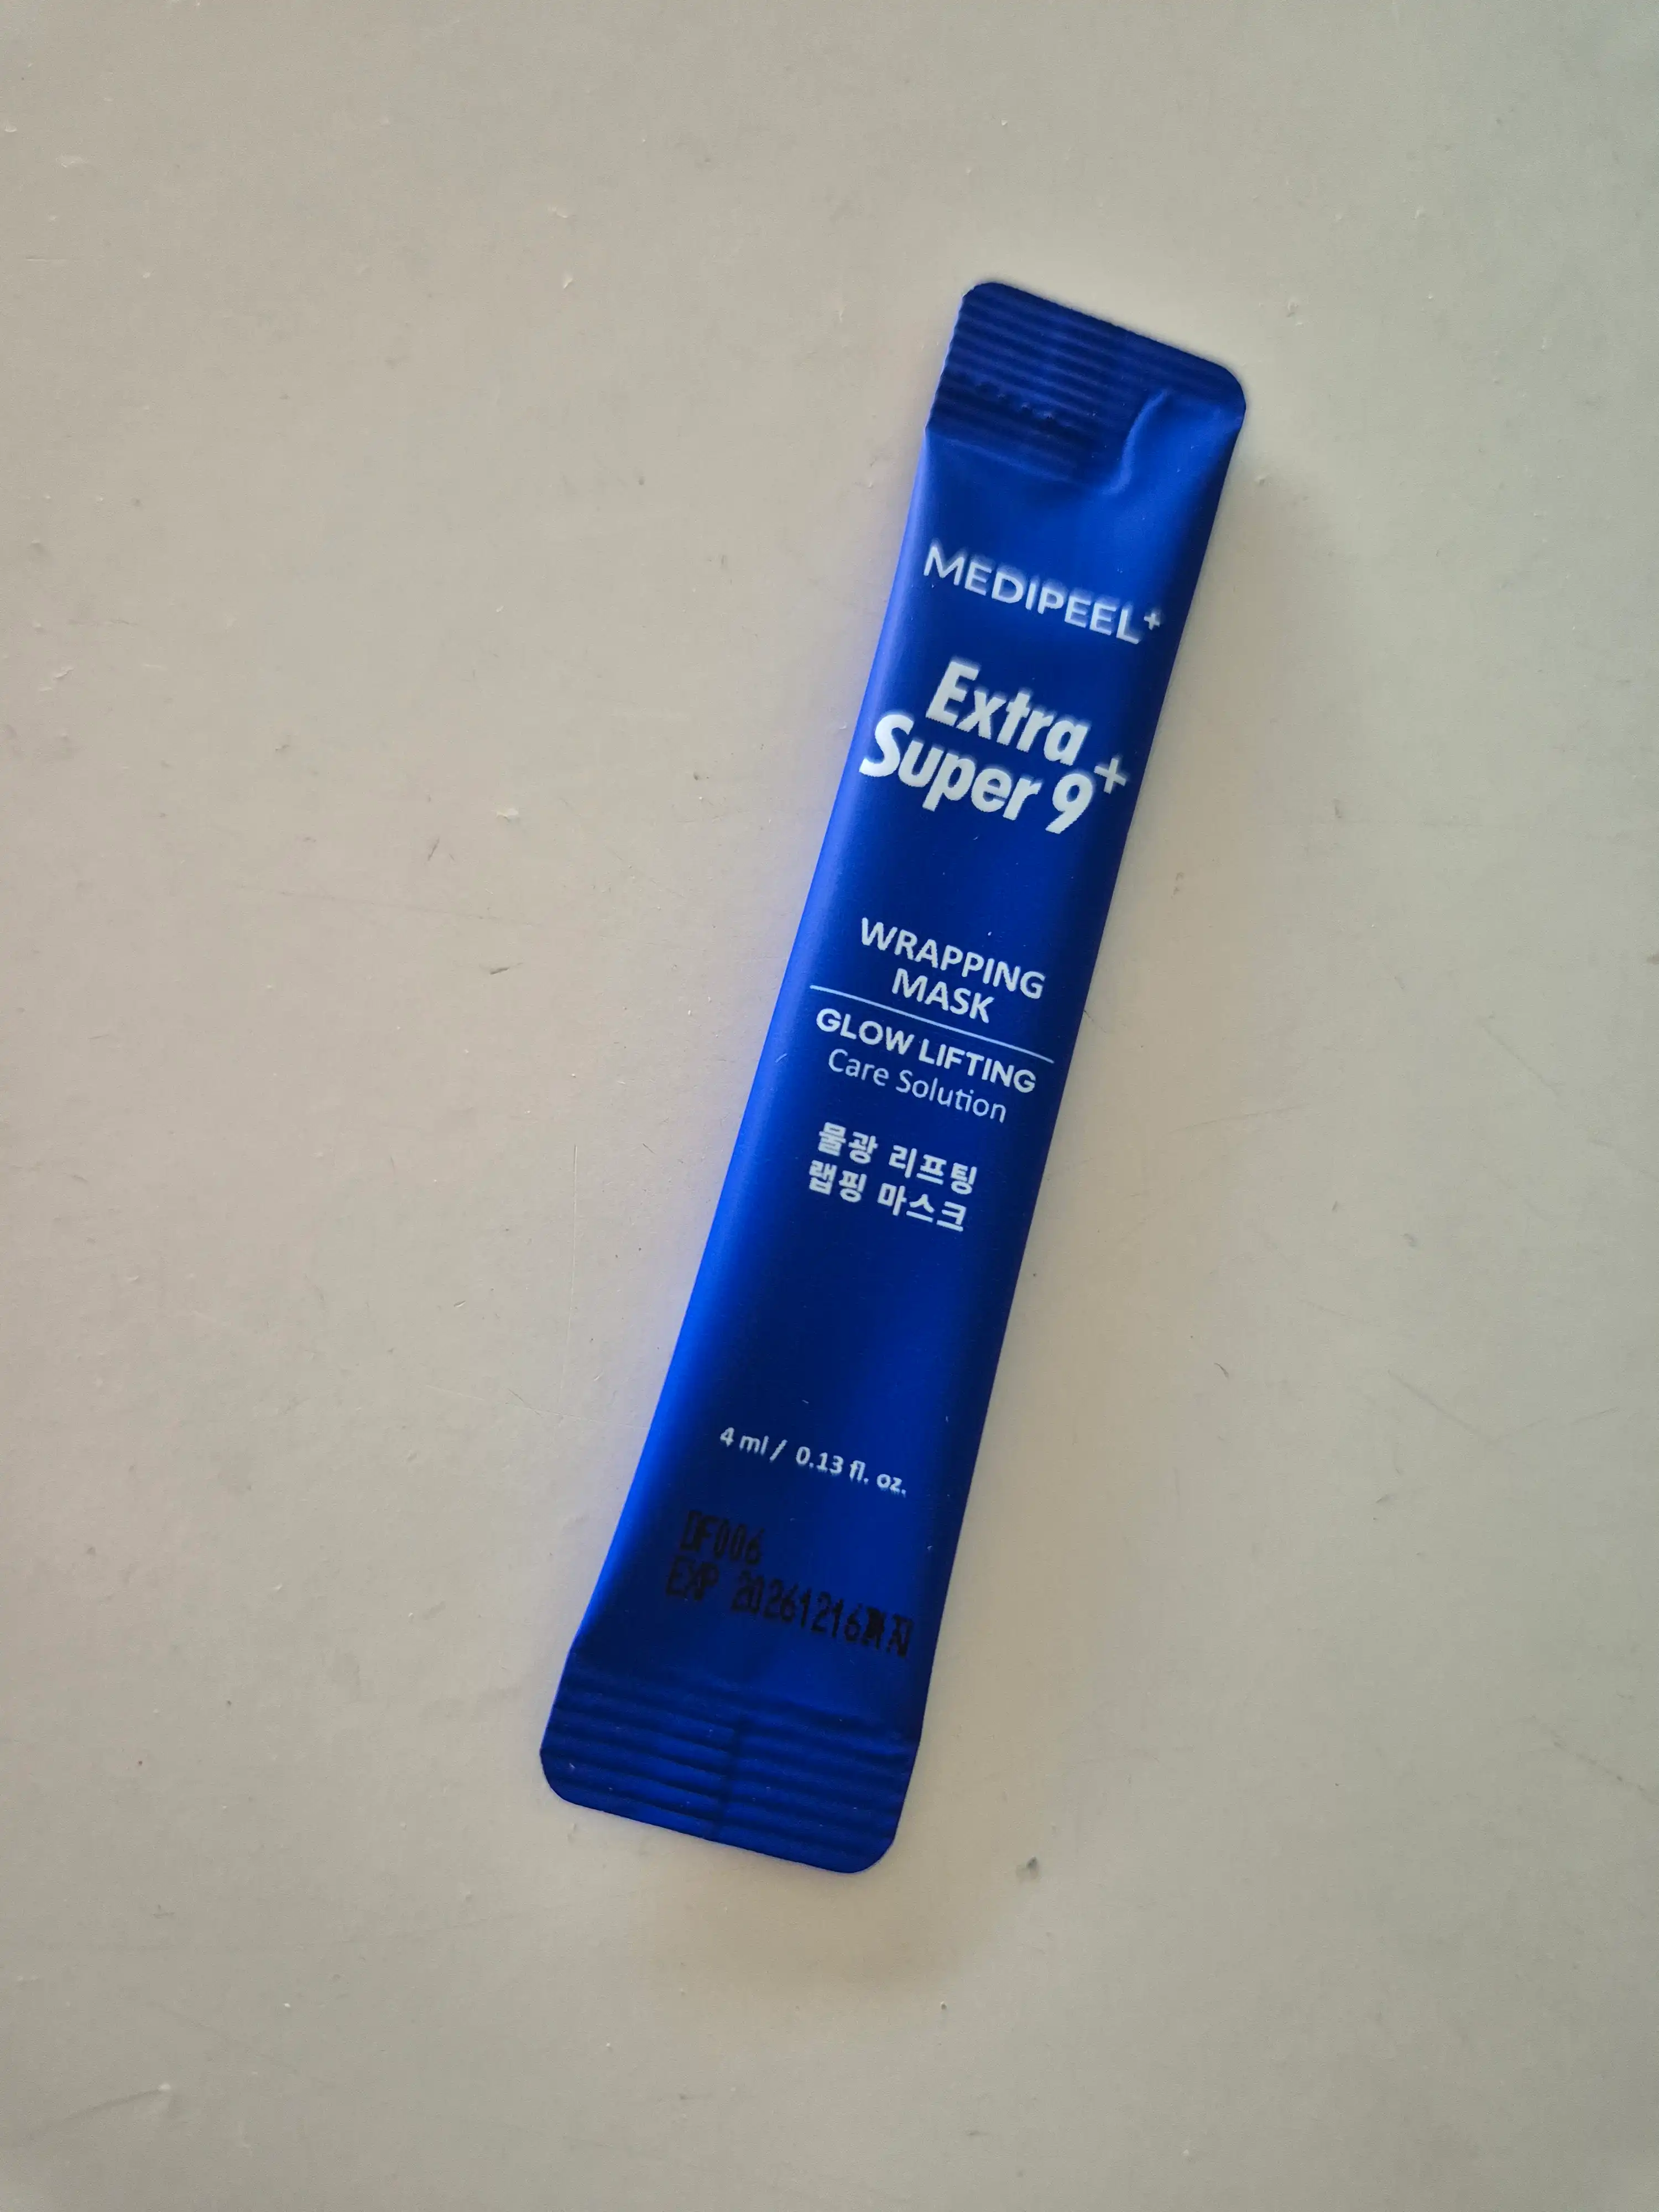 MEDIPEEL+
Extra
Super 9+
WRAPPING
MASK
GLOW LIFTING
Care Solution
물광 리프팅
랩핑 마스크
4 ml / 0.13 fl. oz.
DF006
EXP 20261216까지